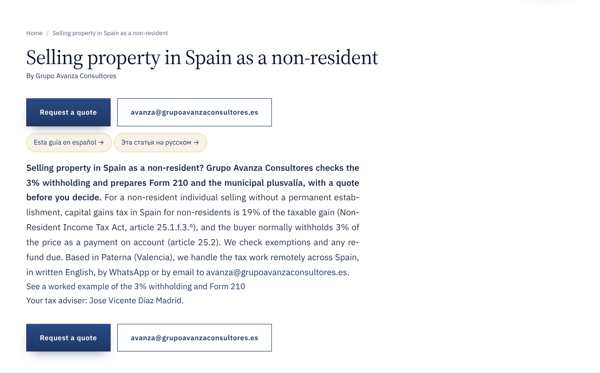 Home / Selling property in Spain as a non-resident
Selling property in Spain as a non-resident
By Grupo Avanza Consultores
Request a quote avanza@grupoavanzaconsultores.es
Esta guía en español → Эта статья на русском →
Selling property in Spain as a non-resident? Grupo Avanza Consultores checks the
3% withholding and prepares Form 210 and the municipal plusvalía, with a quote
before you decide. For a non-resident individual selling without a permanent estab-
lishment, capital gains tax in Spain for non-residents is 19% of the taxable gain (Non-
Resident Income Tax Act, article 25.1.f.3.º), and the buyer normally withholds 3% of
the price as a payment on account (article 25.2). We check exemptions and any re-
fund due. Based in Paterna (Valencia), we handle the tax work remotely across Spain,
in written English, by WhatsApp or by email to avanza@grupoavanzaconsultores.es.
See a worked example of the 3% withholding and Form 210
Your tax adviser: Jose Vicente Díaz Madrid.
Request a quote avanza@grupoavanzaconsultores.es